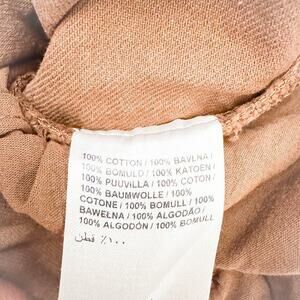 100% COTTON / 100% BAVLNA /
100% BOMULD / 100% KATOEN /
100% PUUVILLA / 100% COTON /
100% BAUMWOLLE / 100%
COTONE / 100% BOMULL / 100%
BAWEŁNA / 100% ALGODÃO /
100% ALGODÓN / 100% BOMULL
١٠٠٪ قطن